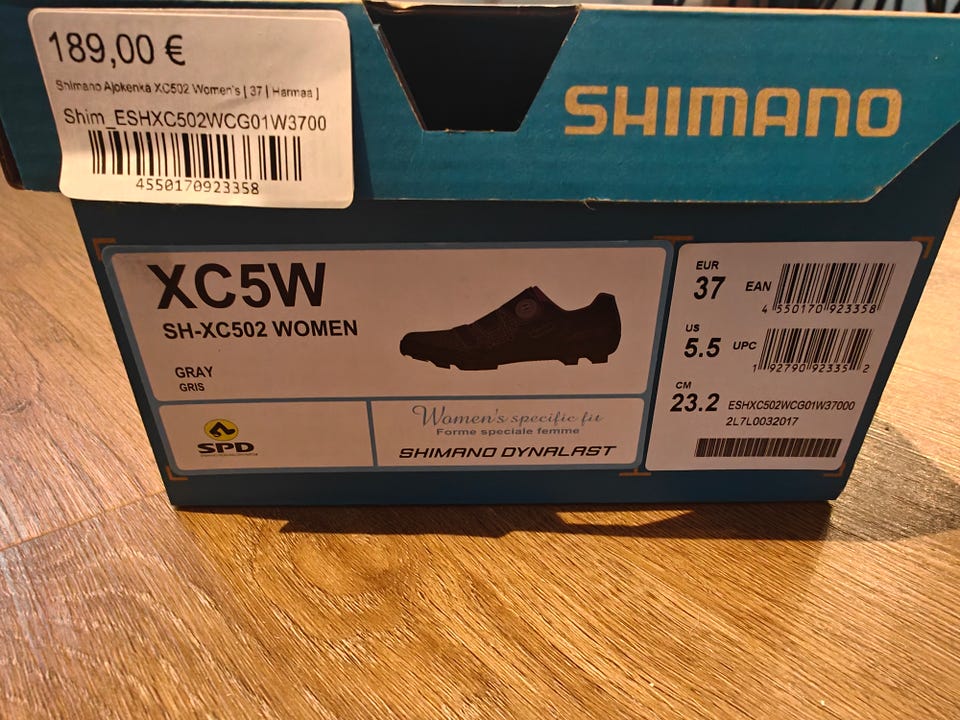 189,00 €
Shimano Ajokenkä XC502 Women's [ 37 | Harmaa ]
Shim_ESHXC502WCG01W3700
4550170923358
SHIMANO
XC5W
SH-XC502 WOMEN
GRAY
GRIS
SPD
Women's specific fit
Forme speciale femme
SHIMANO DYNALAST
EUR
37
EAN
4 550170 923358
US
5.5
UPC
1 92790 92335 2
CM
23.2
ESHXC502WCG01W37000
2L7L0032017